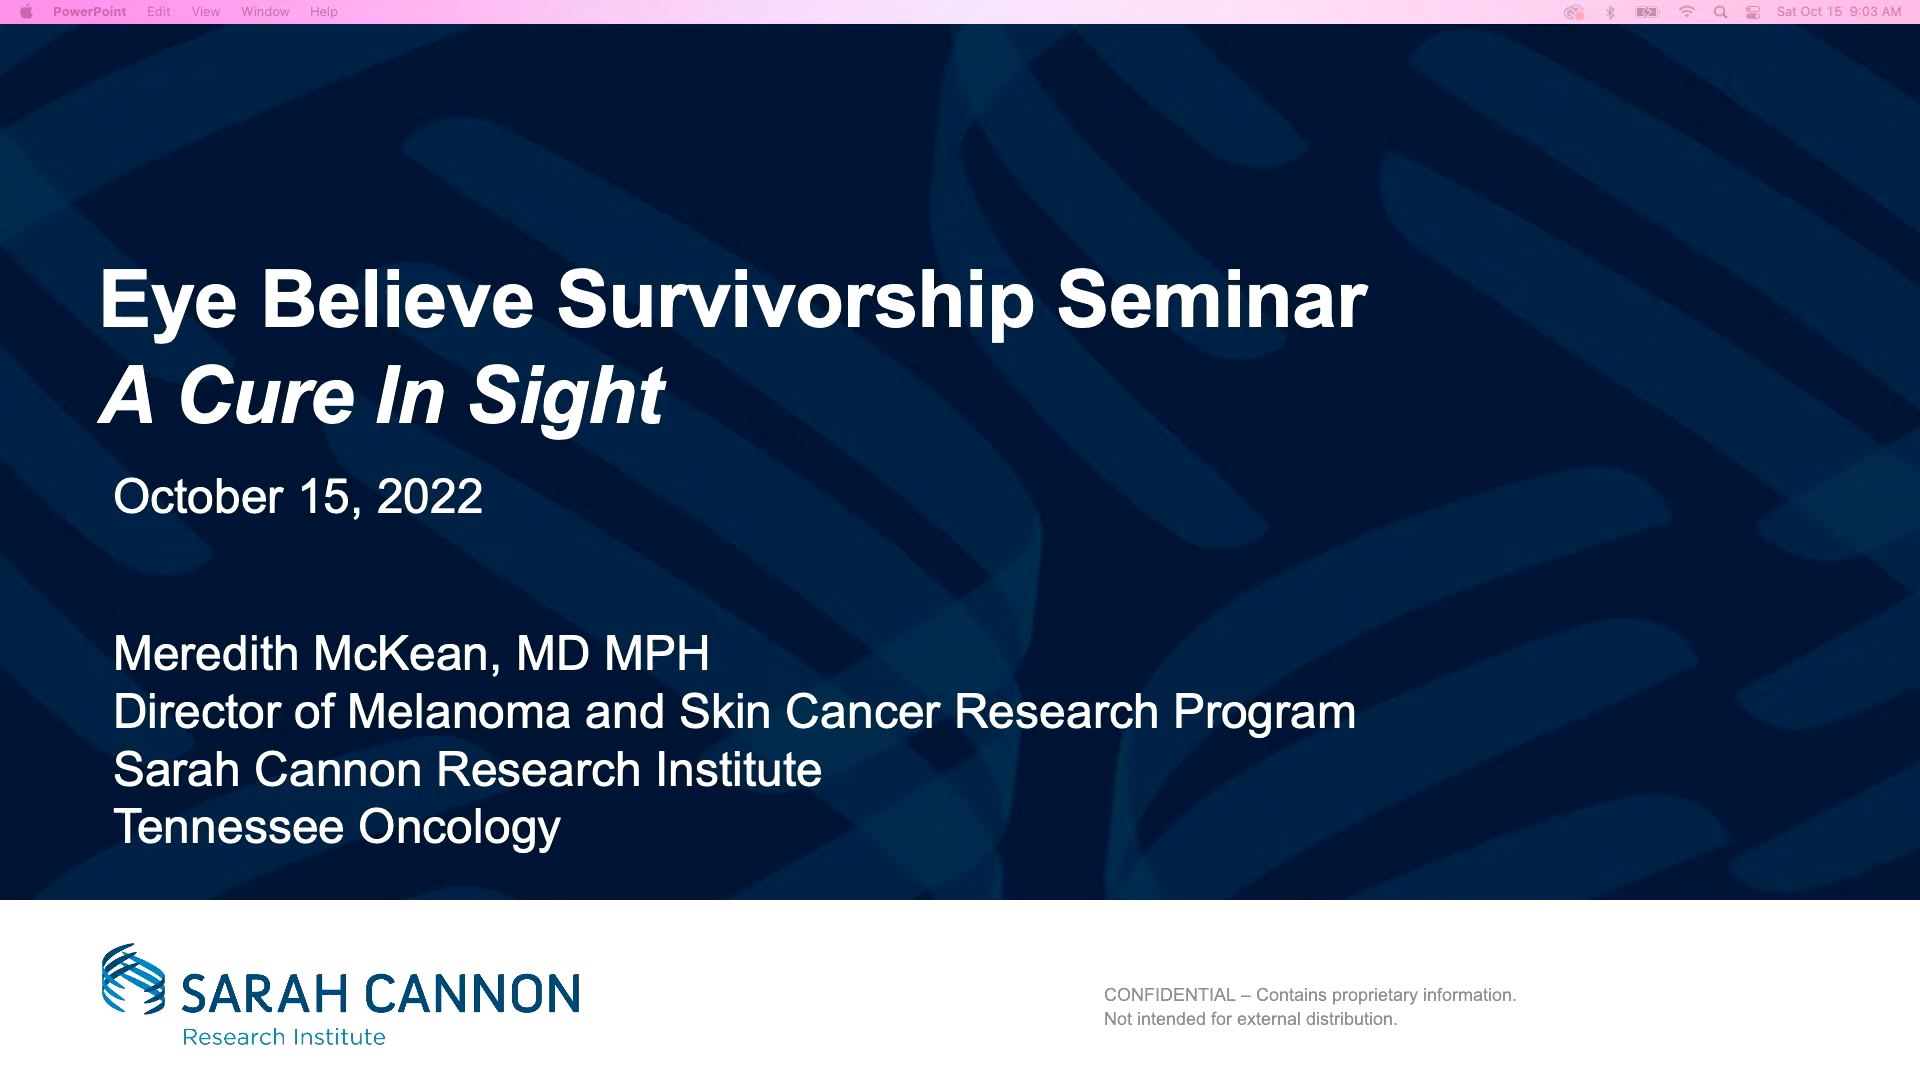 PowerPoint Edit View Window Help Sat Oct 15 9:03 AM
Eye Believe Survivorship Seminar
A Cure In Sight
October 15, 2022
Meredith McKean, MD MPH
Director of Melanoma and Skin Cancer Research Program
Sarah Cannon Research Institute
Tennessee Oncology
SARAH CANNON
Research Institute
CONFIDENTIAL – Contains proprietary information.
Not intended for external distribution.